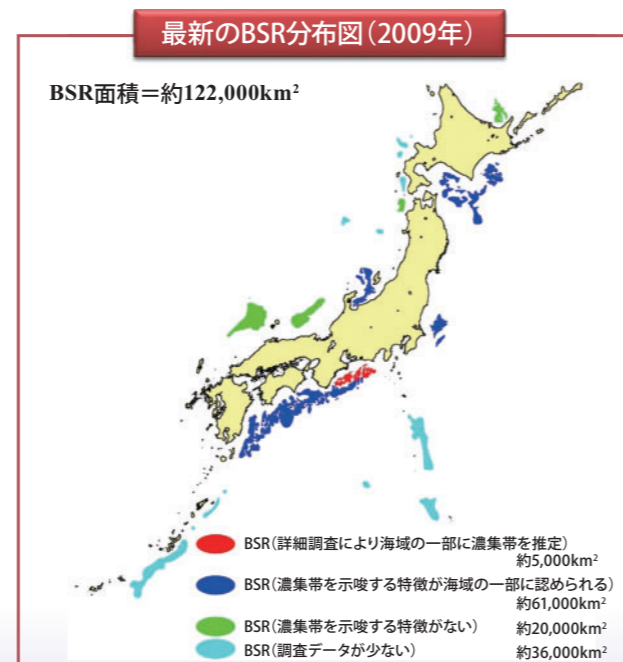 最新のBSR分布図(2009年)
BSR面積=約122,000km²
BSR(詳細調査により海域の一部に濃集帯を推定)
約5,000km²
BSR(濃集帯を示唆する特徴が海域の一部に認められる)
約61,000km²
BSR(濃集帯を示唆する特徴がない) 約20,000km²
BSR(調査データが少ない) 約36,000km²